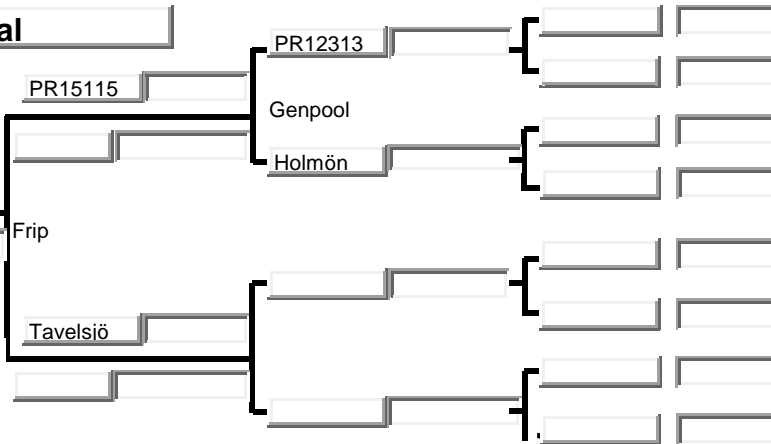 al
PR12313
PR15115
Genpool
Holmön
Frip
Tavelsjö